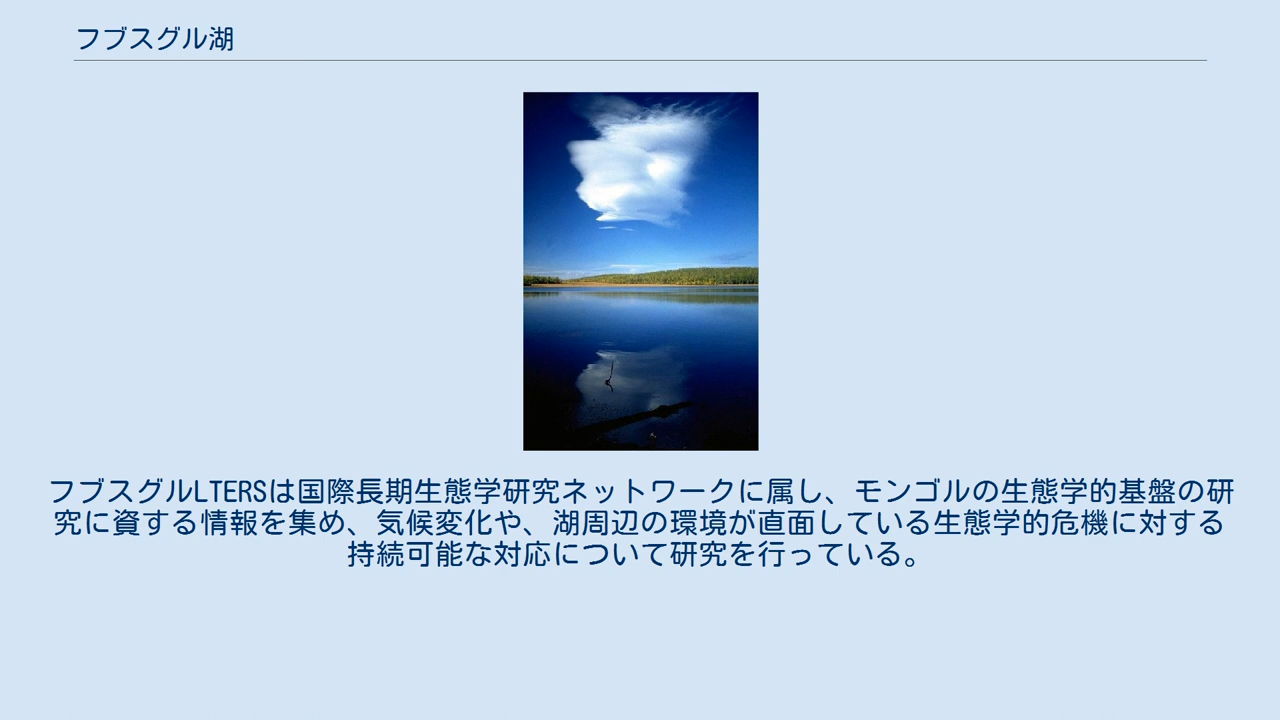 フブスグル湖
フブスグルLTERSは国際長期生態学研究ネットワークに属し、モンゴルの生態学的基盤の研
究に資する情報を集め、気候変化や、湖周辺の環境が直面している生態学的危機に対する
持続可能な対応について研究を行っている。